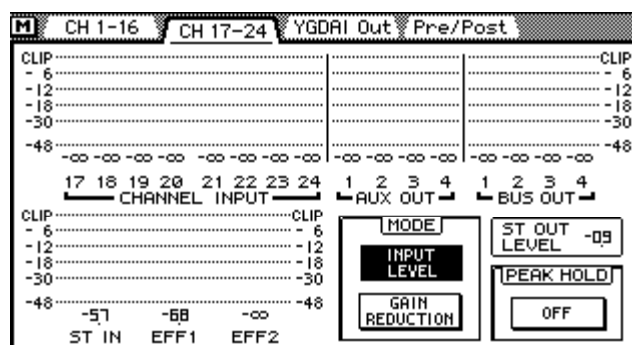 M CH 1-16 CH 17-24 YGDAI Out Pre/Post
CLIP CLIP
- 6 - 6
-12 -12
-18 -18
-30 -30
-48 -48
-∞ -∞ -∞ -∞ -∞ -∞ -∞ -∞ -∞ -∞ -∞ -∞ -∞ -∞ -∞ -∞
17 18 19 20 21 22 23 24 1 2 3 4 1 2 3 4
CHANNEL INPUT AUX OUT BUS OUT
CLIP CLIP
- 6 - 6
-12 -12
-18 -18
-30 -30
-48 -48
-57 -68 -∞
ST IN EFF1 EFF2
MODE
INPUT
LEVEL
GAIN
REDUCTION
ST OUT
LEVEL -09
PEAK HOLD
OFF